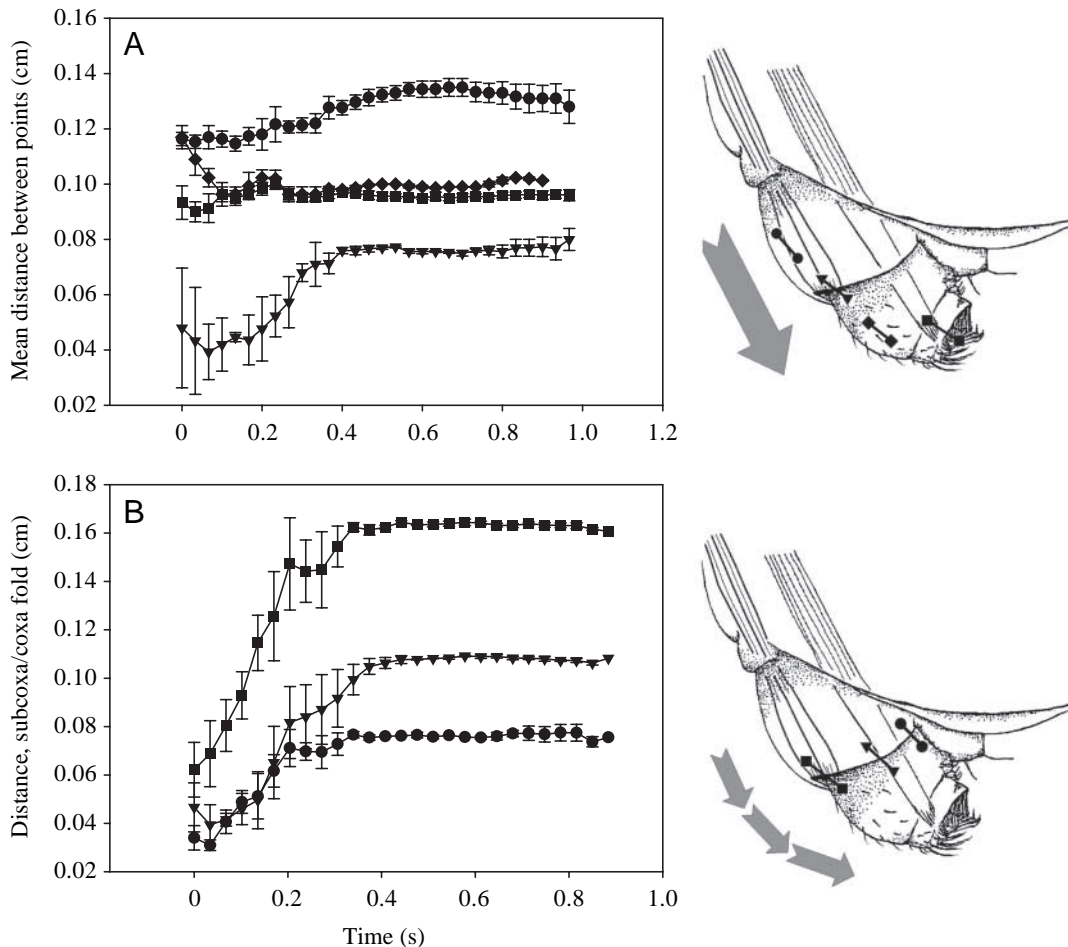 A
Mean distance between points (cm)
0.16
0.14
0.12
0.10
0.08
0.06
0.04
0.02
0 0.2 0.4 0.6 0.8 1.0 1.2
B
Distance, subcoxa/coxa fold (cm)
0.18
0.16
0.14
0.12
0.10
0.08
0.06
0.04
0.02
0 0.2 0.4 0.6 0.8 1.0
Time (s)